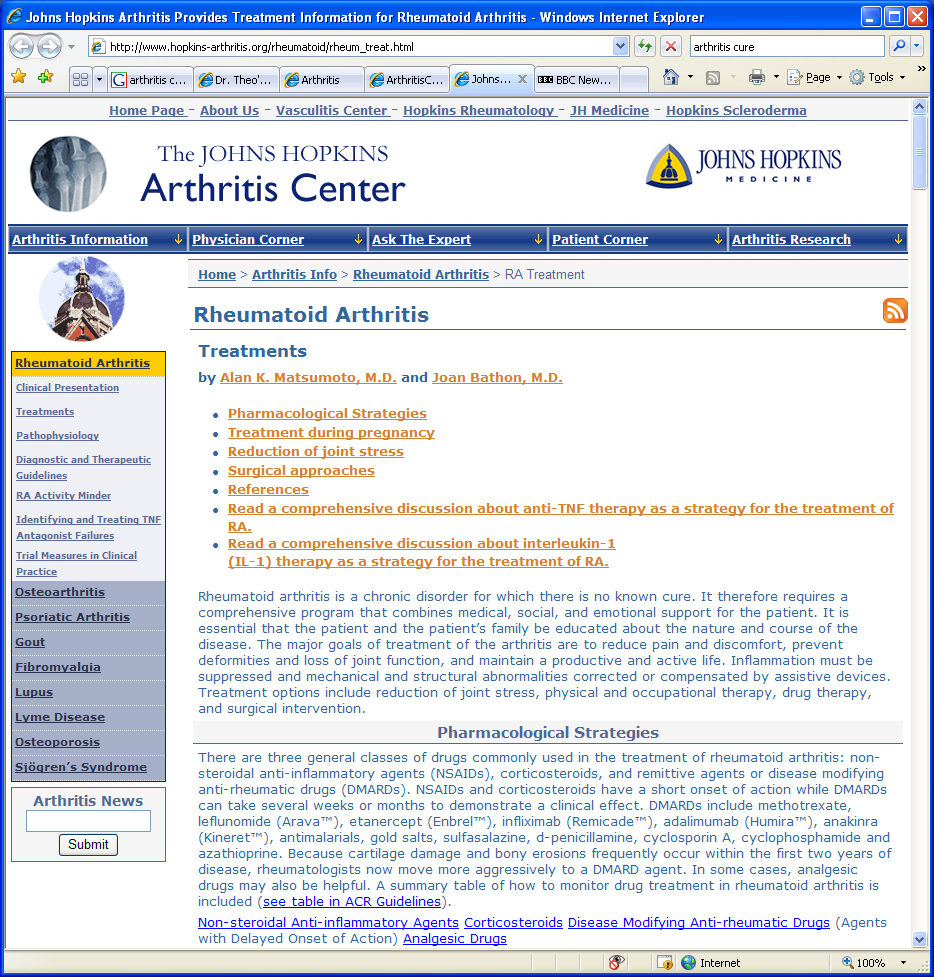 Johns Hopkins Arthritis Provides Treatment Information for Rheumatoid Arthritis - Windows Internet Explorer
http://www.hopkins-arthritis.org/rheumatoid/rheum_treat.html
arthritis cure
arthritis c...
Dr. Theo'...
Arthritis
ArthritisC...
Johns...
BBC New...
Page
Tools
Home Page - About Us - Vasculitis Center - Hopkins Rheumatology - JH Medicine - Hopkins Scleroderma
The JOHNS HOPKINS
Arthritis Center
JOHNS HOPKINS
MEDICINE
Arthritis Information
Physician Corner
Ask The Expert
Patient Corner
Arthritis Research
Home > Arthritis Info > Rheumatoid Arthritis > RA Treatment
Rheumatoid Arthritis
Clinical Presentation
Treatments
Pathophysiology
Diagnostic and Therapeutic
Guidelines
RA Activity Minder
Identifying and Treating TNF
Antagonist Failures
Trial Measures in Clinical
Practice
Osteoarthritis
Psoriatic Arthritis
Gout
Fibromyalgia
Lupus
Lyme Disease
Osteoporosis
Sjögren's Syndrome
Arthritis News
Submit
Rheumatoid Arthritis
Treatments
by Alan K. Matsumoto, M.D. and Joan Bathon, M.D.
• Pharmacological Strategies
• Treatment during pregnancy
• Reduction of joint stress
• Surgical approaches
• References
• Read a comprehensive discussion about anti-TNF therapy as a strategy for the treatment of
RA.
• Read a comprehensive discussion about interleukin-1
(IL-1) therapy as a strategy for the treatment of RA.
Rheumatoid arthritis is a chronic disorder for which there is no known cure. It therefore requires a
comprehensive program that combines medical, social, and emotional support for the patient. It is
essential that the patient and the patient's family be educated about the nature and course of the
disease. The major goals of treatment of the arthritis are to reduce pain and discomfort, prevent
deformities and loss of joint function, and maintain a productive and active life. Inflammation must be
suppressed and mechanical and structural abnormalities corrected or compensated by assistive devices.
Treatment options include reduction of joint stress, physical and occupational therapy, drug therapy,
and surgical intervention.
Pharmacological Strategies
There are three general classes of drugs commonly used in the treatment of rheumatoid arthritis: non-
steroidal anti-inflammatory agents (NSAIDs), corticosteroids, and remittive agents or disease modifying
anti-rheumatic drugs (DMARDs). NSAIDs and corticosteroids have a short onset of action while DMARDs
can take several weeks or months to demonstrate a clinical effect. DMARDs include methotrexate,
leflunomide (Arava™), etanercept (Enbrel™), infliximab (Remicade™), adalimumab (Humira™), anakinra
(Kineret™), antimalarials, gold salts, sulfasalazine, d-penicillamine, cyclosporin A, cyclophosphamide and
azathioprine. Because cartilage damage and bony erosions frequently occur within the first two years of
disease, rheumatologists now move more aggressively to a DMARD agent. In some cases, analgesic
drugs may also be helpful. A summary table of how to monitor drug treatment in rheumatoid arthritis is
included (see table in ACR Guidelines).
Non-steroidal Anti-inflammatory Agents Corticosteroids Disease Modifying Anti-rheumatic Drugs (Agents
with Delayed Onset of Action) Analgesic Drugs
Internet
100%